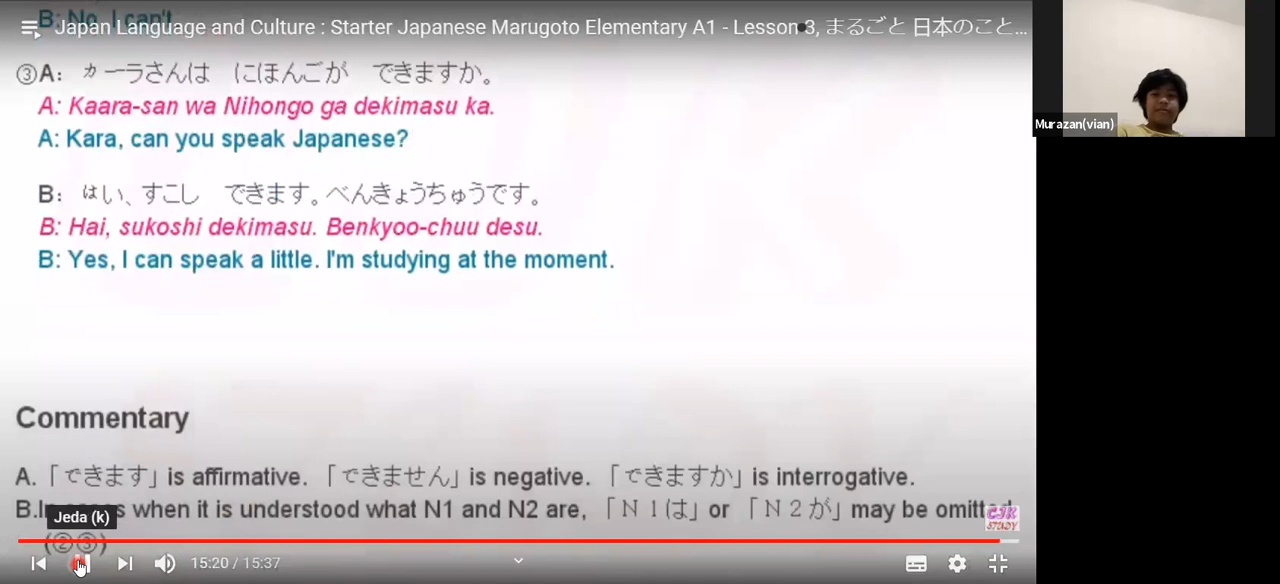 B: No, I can't
Japan Language and Culture : Starter Japanese Marugoto Elementary A1 - Lesson 3, まるごと 日本のこと...
Murazan(vian)
③A： カーラさんは にほんごが できますか。
A: Kaara-san wa Nihongo ga dekimasu ka.
A: Kara, can you speak Japanese?
B： はい、すこし できます。べんきょうちゅうです。
B: Hai, sukoshi dekimasu. Benkyoo-chuu desu.
B: Yes, I can speak a little. I'm studying at the moment.
Commentary
A.「できます」is affirmative.「できません」is negative.「できますか」is interrogative.
B. when it is understood what N1 and N2 are,「Ｎ１は」or 「Ｎ２が」may be omitted
Jeda (k)
CJK
STUDY
(②③)
15:20 / 15:37